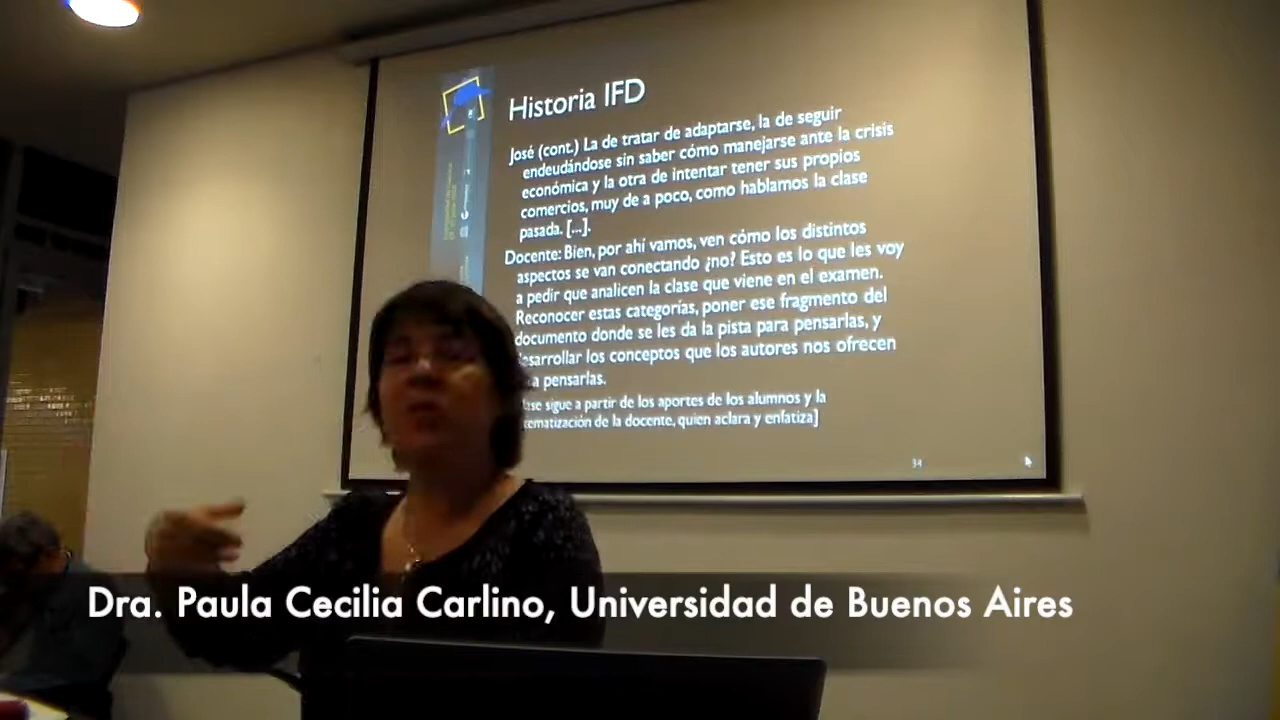 Historia IFD
José (cont.) La de tratar de adaptarse, la de seguir
endeudándose sin saber cómo manejarse ante la crisis
económica y la otra de intentar tener sus propios
comercios, muy de a poco, como hablamos la clase
pasada. [...].
Docente: Bien, por ahí vamos, ven cómo los distintos
aspectos se van conectando ¿no? Esto es lo que les voy
a pedir que analicen la clase que viene en el examen.
Reconocer estas categorías, poner ese fragmento del
documento donde se les da la pista para pensarlas, y
desarrollar los conceptos que los autores nos ofrecen
a pensarlas.
sigue a partir de los aportes de los alumnos y la
de la docente, quien aclara y enfatiza]
34
Dra. Paula Cecilia Carlino, Universidad de Buenos Aires